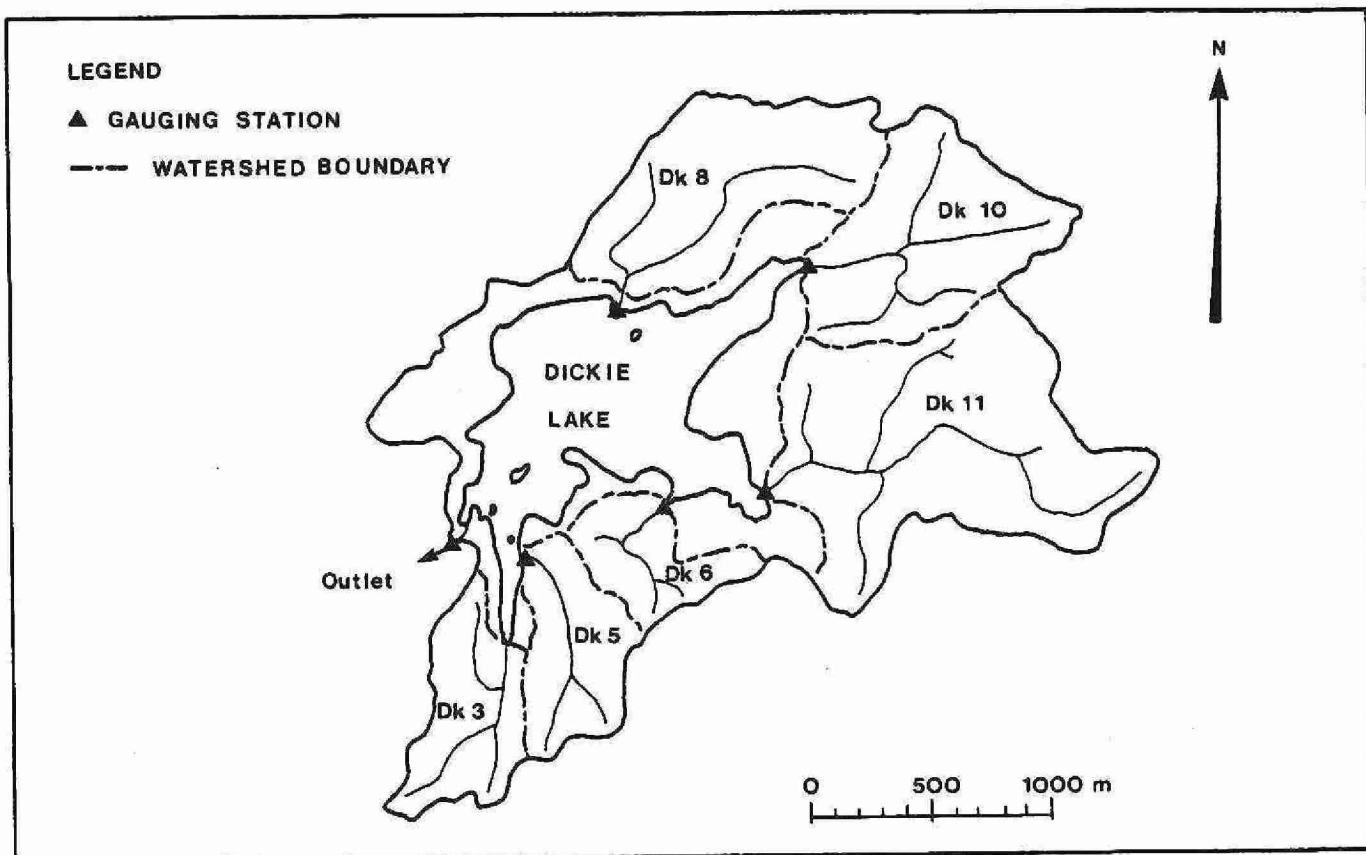 LEGEND
GAUGING STATION
WATERSHED BOUNDARY
N
Dk 8
Dk 10
DICKIE
LAKE
Dk 11
Outlet
Dk 6
Dk 5
Dk 3
0 500 1000 m